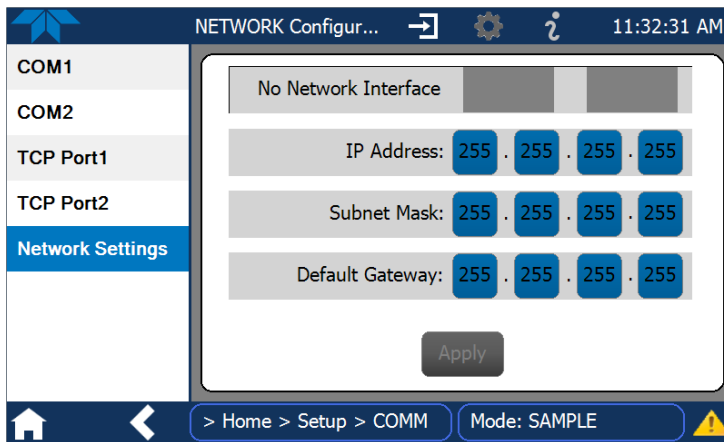 NETWORK Configur... 11:32:31 AM
COM1
COM2
TCP Port1
TCP Port2
Network Settings
No Network Interface
IP Address: 255 . 255 . 255 . 255
Subnet Mask: 255 . 255 . 255 . 255
Default Gateway: 255 . 255 . 255 . 255
Apply
> Home > Setup > COMM Mode: SAMPLE